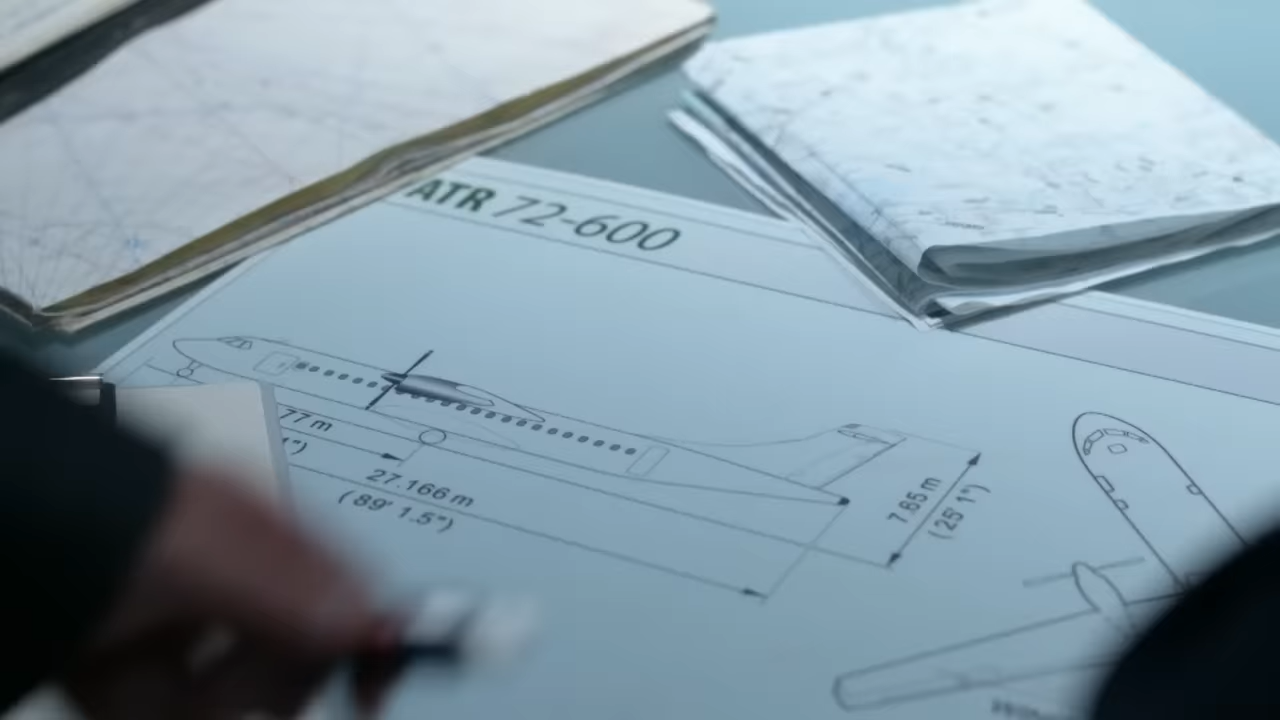 ATR 72-600
77 m
27.166 m
(89' 1.5")
7.65 m
(25' 1")